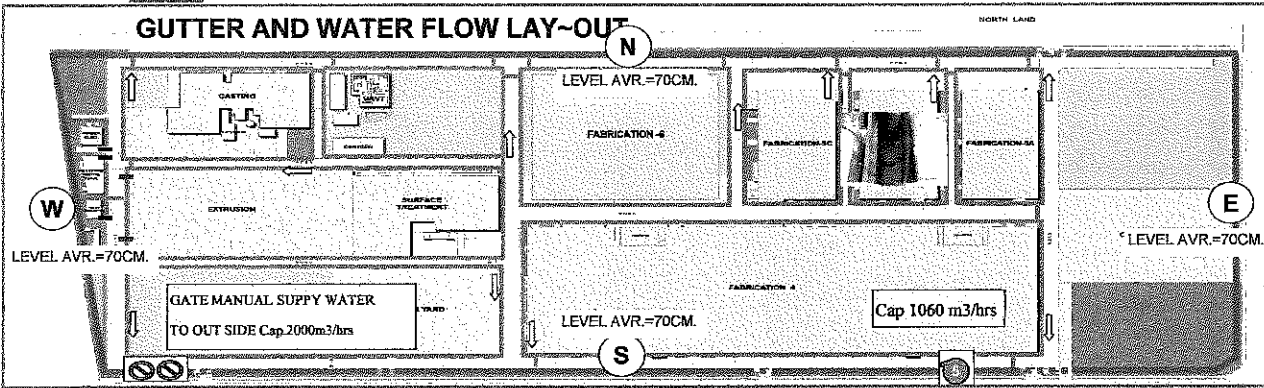 GUTTER AND WATER FLOW LAY~OUT
NORTH LAND
N
LEVEL AVR.=70CM.
CASTING
FABRICATION-6
FABRICATION-5C
FABRICATION-5A
W
LEVEL AVR.=70CM.
EXTRUSION
SURFACE
TREATMENT
E
LEVEL AVR.=70CM.
GATE MANUAL SUPPY WATER
TO OUT SIDE Cap.2000m3/hrs
YARD
FABRICATION-4
LEVEL AVR.=70CM.
Cap 1060 m3/hrs
S